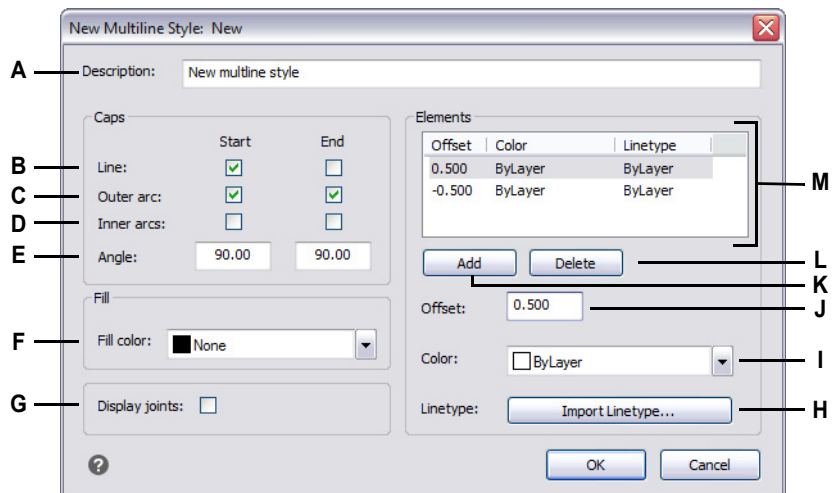 New Multiline Style: New
A
Description:
New multline style
Caps
Start End
B
Line:
C
Outer arc:
D
Inner arcs:
E
Angle:
90.00 90.00
Fill
F
Fill color:
None
G
Display joints:
Elements
Offset Color Linetype
0.500 ByLayer ByLayer
-0.500 ByLayer ByLayer
M
Add Delete
L
K
Offset:
0.500
J
Color:
ByLayer
I
Linetype:
Import Linetype...
H
?
OK Cancel